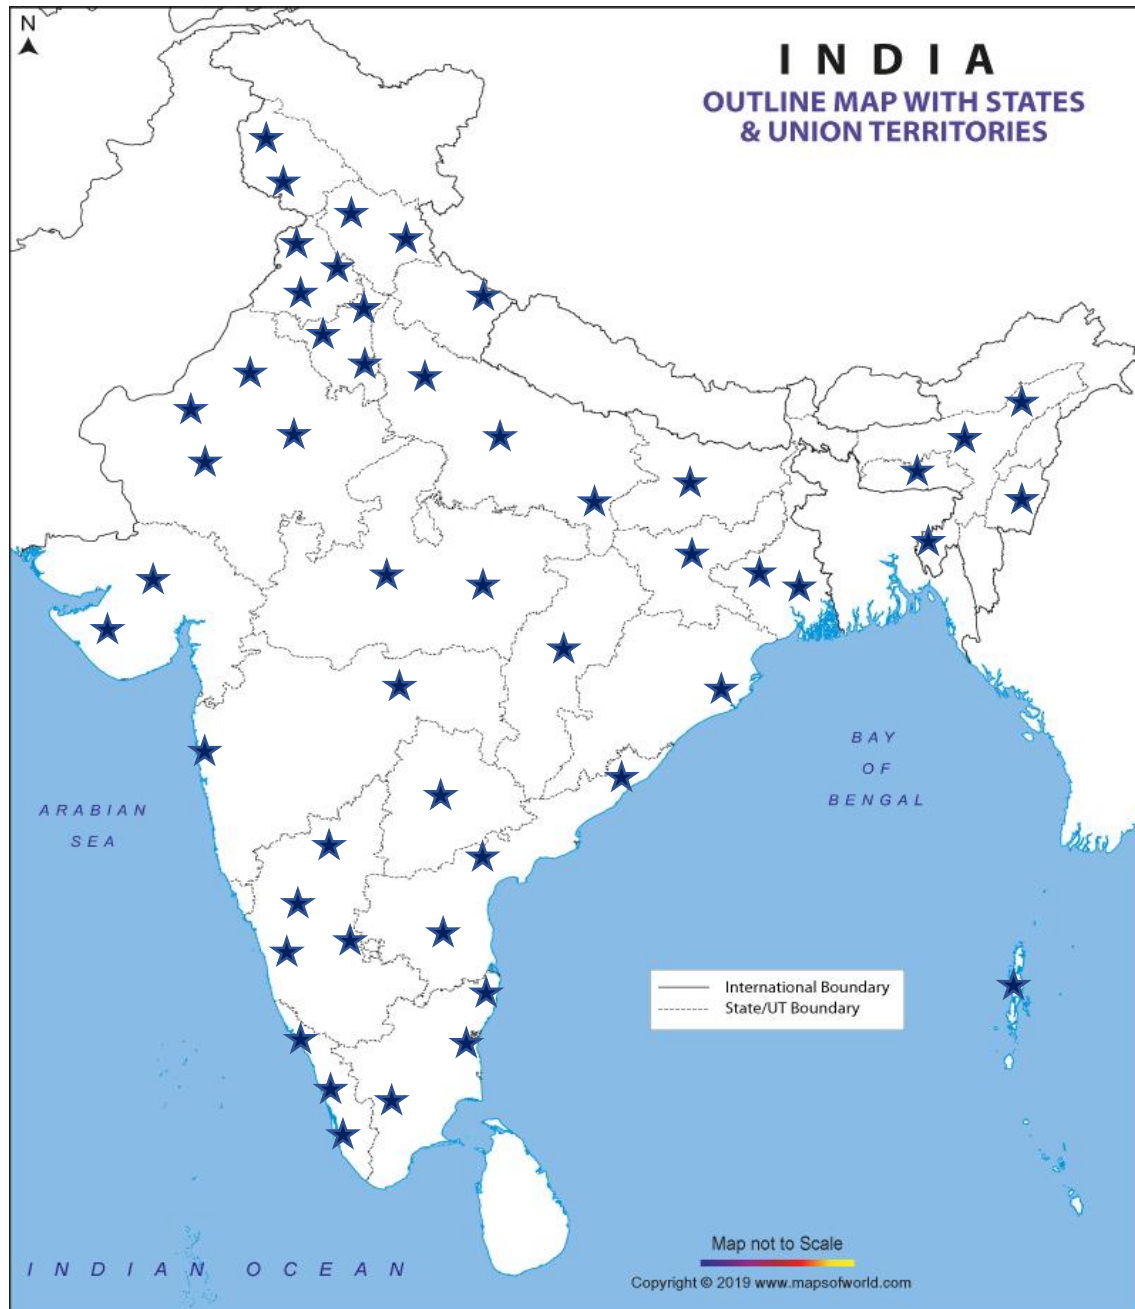 N
INDIA
OUTLINE MAP WITH STATES
& UNION TERRITORIES
BAY
OF
BENGAL
ARABIAN
SEA
International Boundary
State/UT Boundary
Map not to Scale
INDIAN OCEAN
Copyright © 2019 www.mapsofworld.com